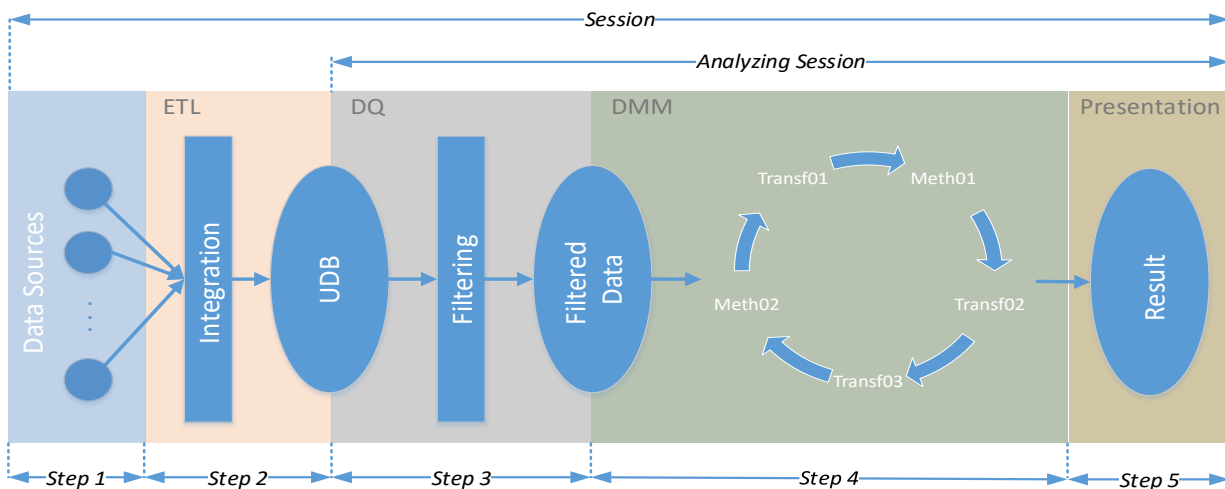 Session
Analyzing Session
ETL
DQ
DMM
Presentation
Data Sources
. . .
Integration
UDB
Filtering
Filtered
Data
Transf01
Meth01
Meth02
Transf02
Transf03
Result
Step 1
Step 2
Step 3
Step 4
Step 5